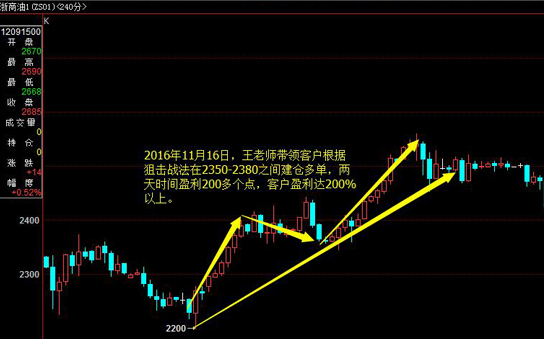 浙商油1(ZS01)<240分>
K
12091500
开 盘
2670
最 高
2690
最 低
2668
收 盘
2685
成交量
0
持 仓
0
涨 跌
+14
幅 度
+0.52%
2016年11月16日，王老师带领客户根据
狙击战法在2350-2380之间建仓多单，两
天时间盈利200多个点，客户盈利达200%
以上。
2400
2300
2200